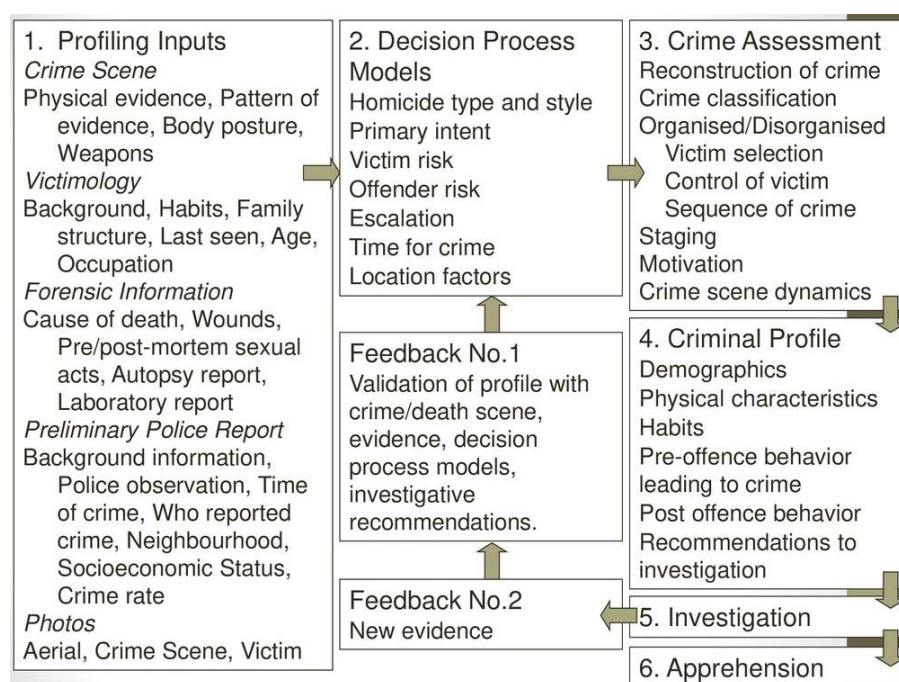 1. Profiling Inputs
Crime Scene
Physical evidence, Pattern of
evidence, Body posture,
Weapons
Victimology
Background, Habits, Family
structure, Last seen, Age,
Occupation
Forensic Information
Cause of death, Wounds,
Pre/post-mortem sexual
acts, Autopsy report,
Laboratory report
Preliminary Police Report
Background information,
Police observation, Time
of crime, Who reported
crime, Neighbourhood,
Socioeconomic Status,
Crime rate
Photos
Aerial, Crime Scene, Victim
2. Decision Process
Models
Homicide type and style
Primary intent
Victim risk
Offender risk
Escalation
Time for crime
Location factors
Feedback No.1
Validation of profile with
crime/death scene,
evidence, decision
process models,
investigative
recommendations.
Feedback No.2
New evidence
3. Crime Assessment
Reconstruction of crime
Crime classification
Organised/Disorganised
Victim selection
Control of victim
Sequence of crime
Staging
Motivation
Crime scene dynamics
4. Criminal Profile
Demographics
Physical characteristics
Habits
Pre-offence behavior
leading to crime
Post offence behavior
Recommendations to
investigation
5. Investigation
6. Apprehension